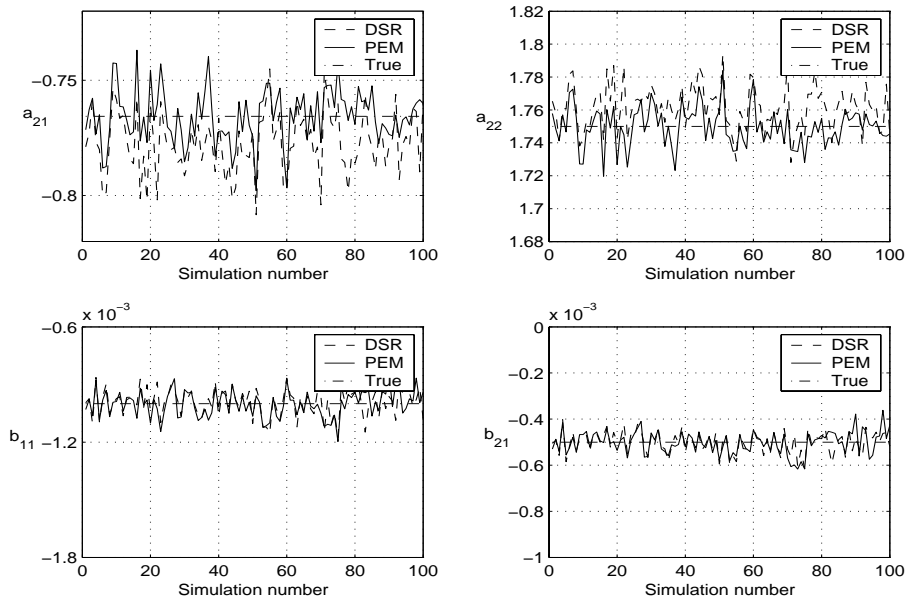 DSR
PEM
True
−0.75
a21
−0.8
0 20 40 60 80 100
Simulation number
1.82
DSR
PEM
True
1.8
1.78
1.76
a22
1.74
1.72
1.7
1.68
0 20 40 60 80 100
Simulation number
x 10−3
−0.6
DSR
PEM
True
b11
−1.2
−1.8
0 20 40 60 80 100
Simulation number
x 10−3
0
DSR
PEM
True
−0.2
−0.4
b21
−0.6
−0.8
−1
0 20 40 60 80 100
Simulation number